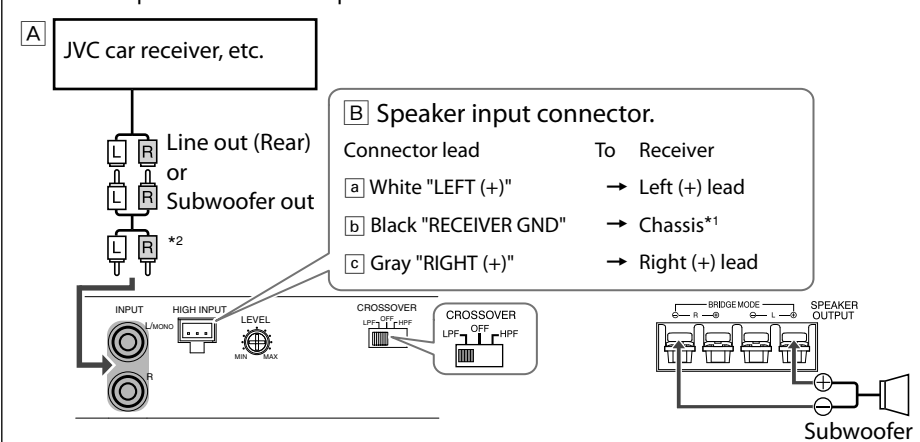 A
JVC car receiver, etc.
L R Line out (Rear)
or
L R Subwoofer out
L R *2
B Speaker input connector.
Connector lead To Receiver
a White "LEFT (+)" → Left (+) lead
b Black "RECEIVER GND" → Chassis*1
c Gray "RIGHT (+)" → Right (+) lead
INPUT
L/MONO
R
HIGH INPUT
LEVEL
MIN MAX
CROSSOVER
LPF OFF HPF
CROSSOVER
LPF OFF HPF
BRIDGE MODE
⊖ R ⊕ ⊖ L ⊕
SPEAKER
OUTPUT
+
−
Subwoofer